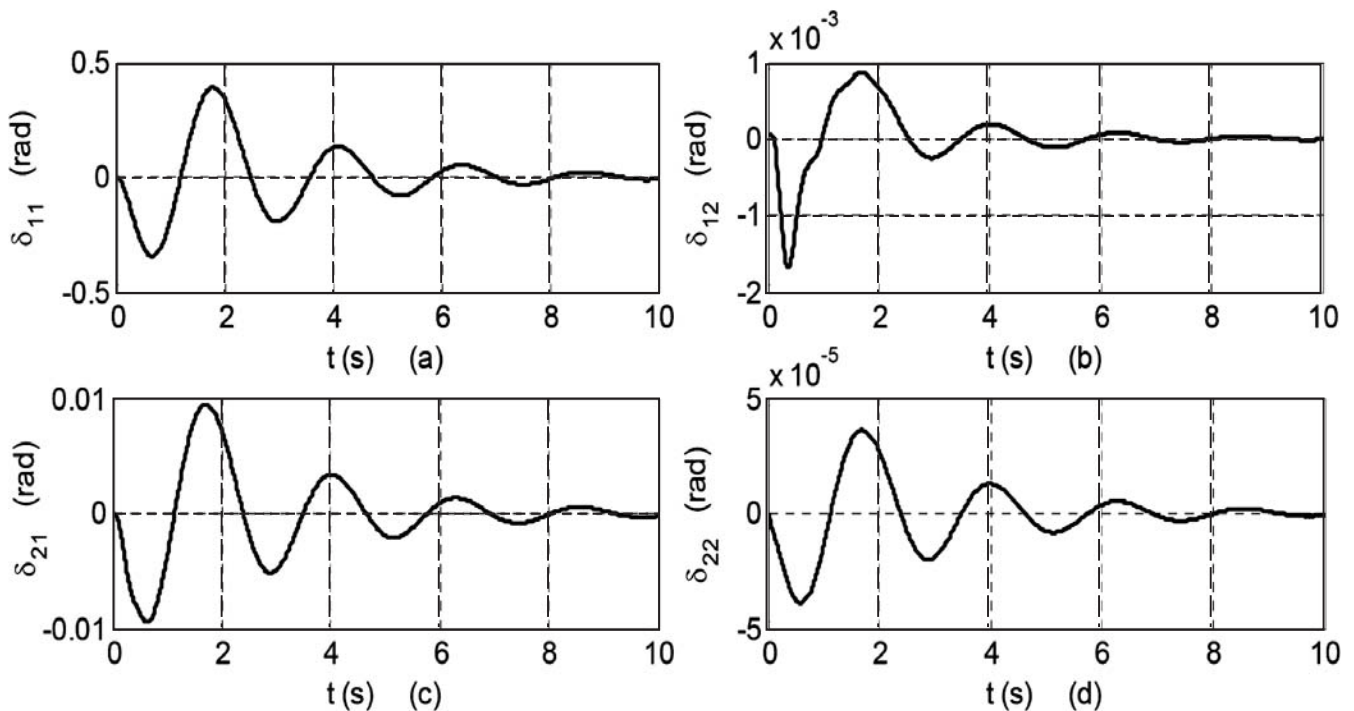 x 10⁻³
0.5
0
-0.5
δ₁₁ (rad)
0 2 4 6 8 10
t (s) (a)
1
0
-1
-2
δ₁₂ (rad)
0 2 4 6 8 10
t (s) (b)
0.01
0
-0.01
δ₂₁ (rad)
0 2 4 6 8 10
t (s) (c)
x 10⁻⁵
5
0
-5
δ₂₂ (rad)
0 2 4 6 8 10
t (s) (d)